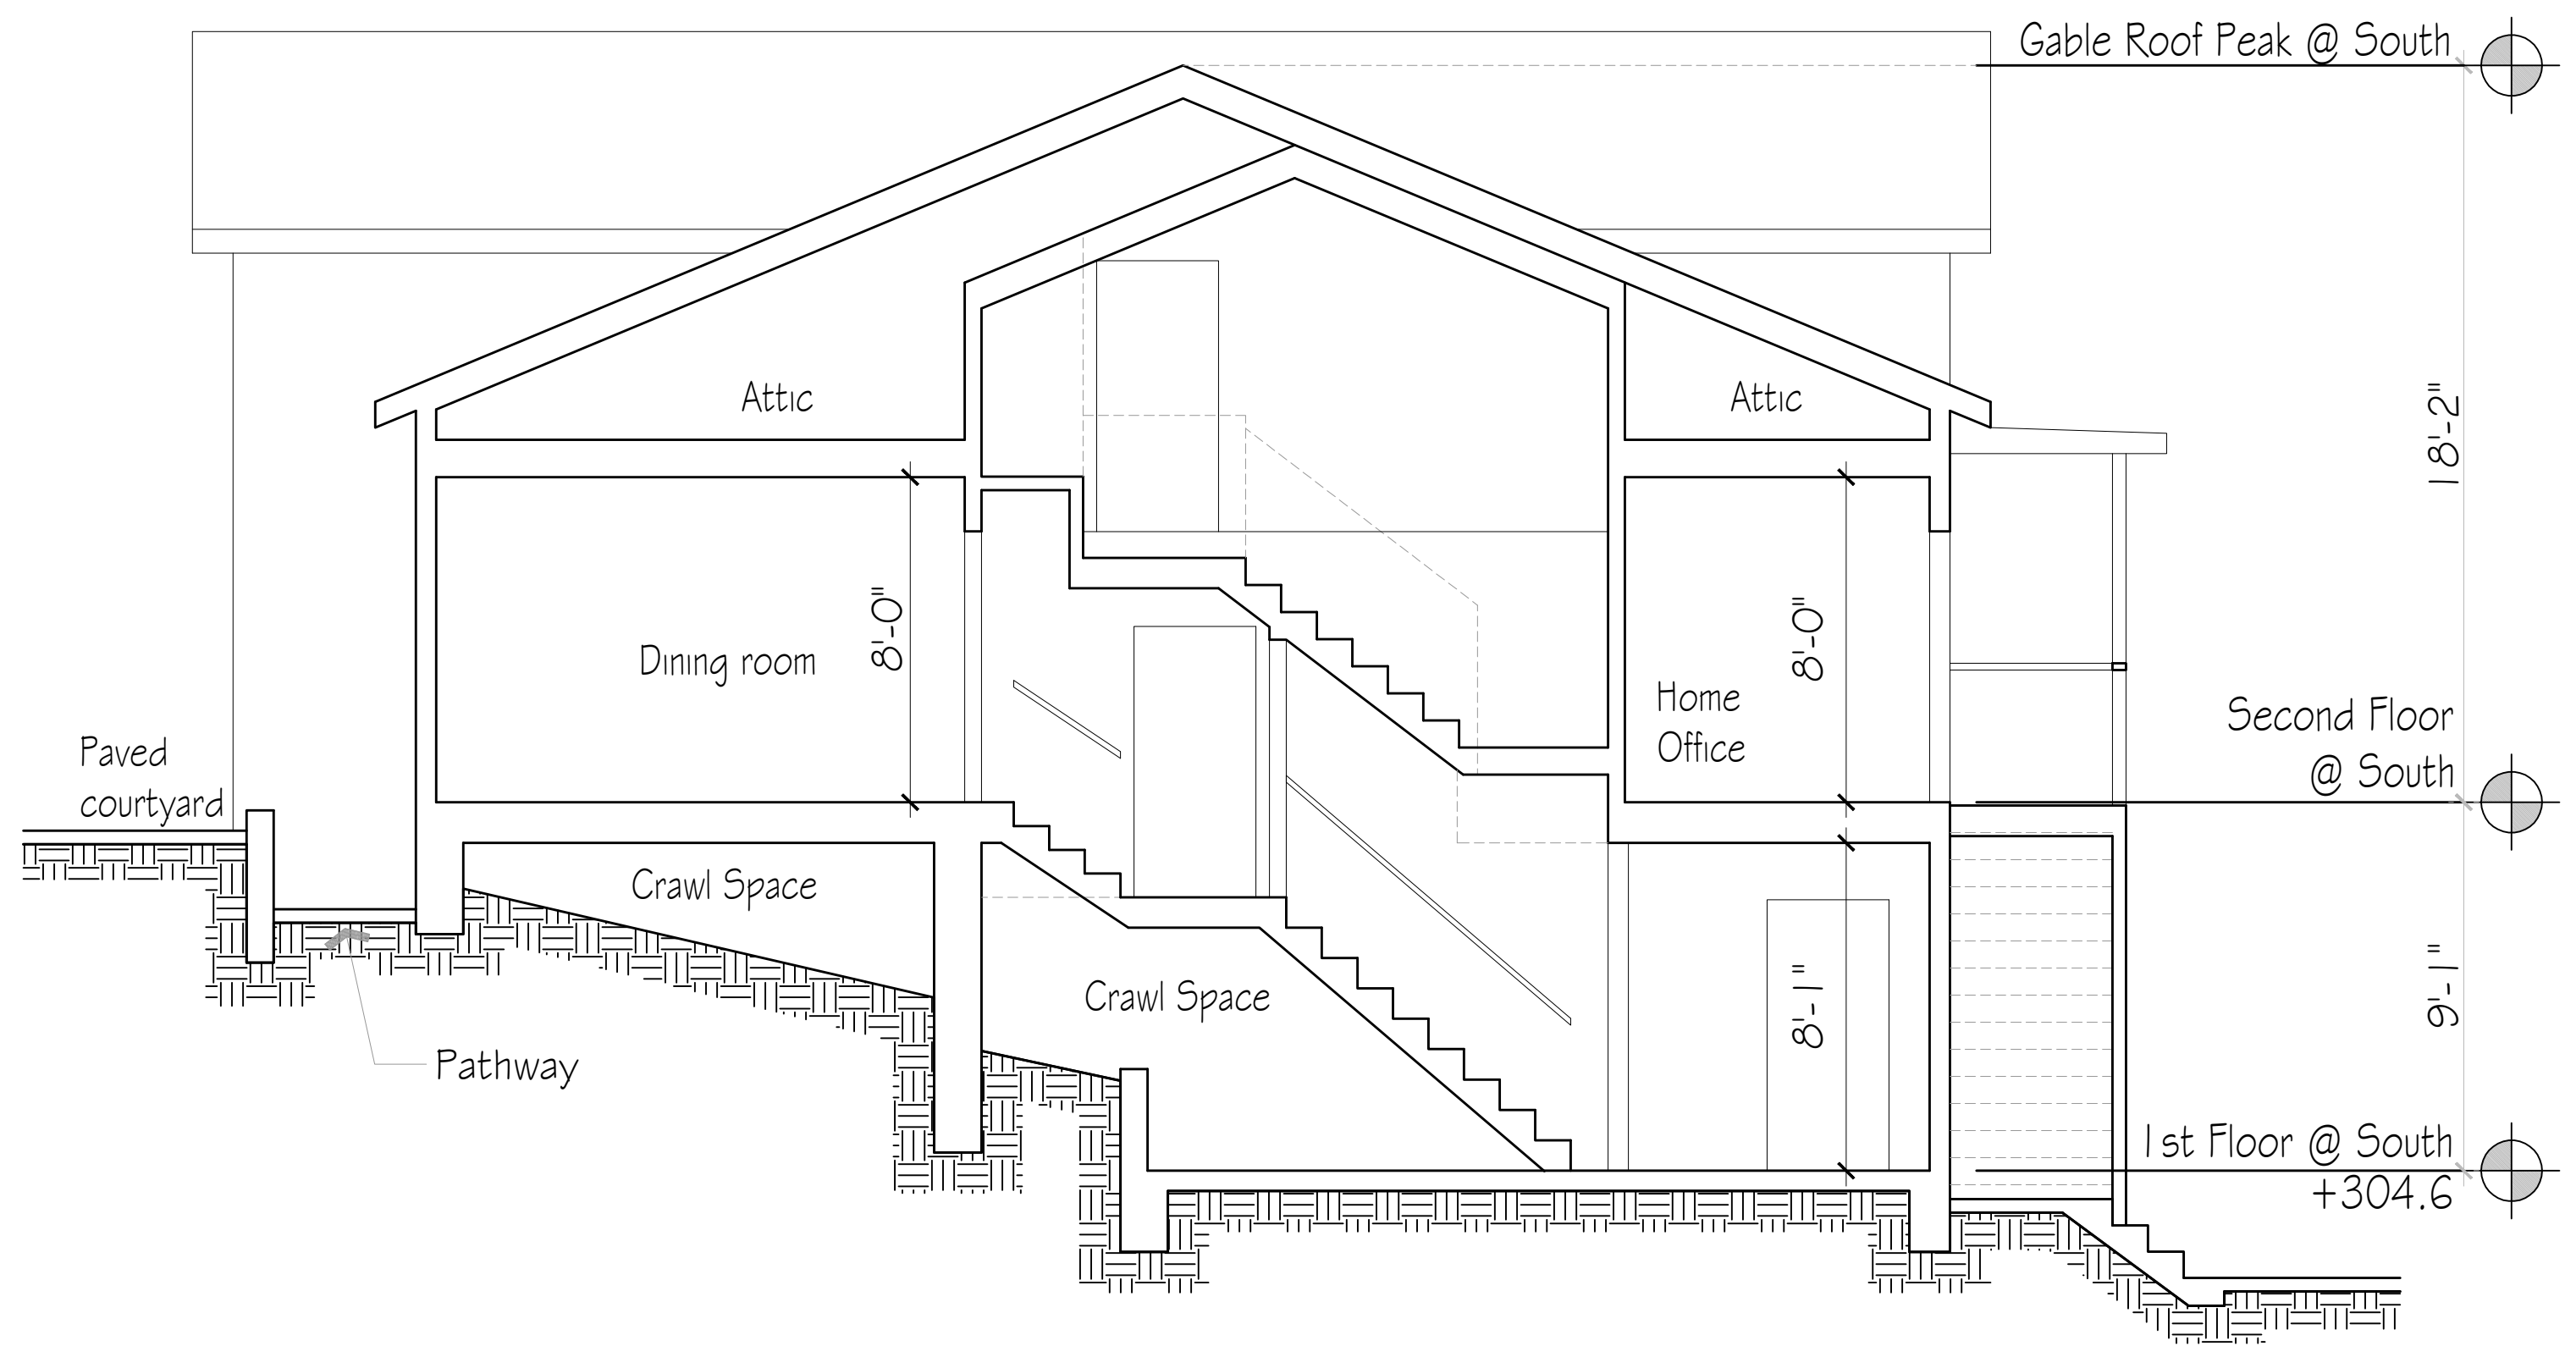 Gable Roof Peak @ South
18'-2"
Attic
Attic
8'-0"
Dining room
8'-0"
Home
Office
Second Floor
@ South
Paved
courtyard
Crawl Space
Crawl Space
8'-1"
9'-1"
Pathway
1st Floor @ South
+304.6